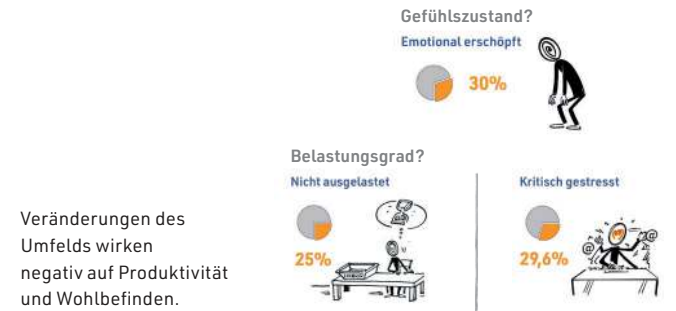 Gefühlszustand?
Emotional erschöpft
30%
Belastungsgrad?
Nicht ausgelastet
25%
Kritisch gestresst
@
@
29,6%
Veränderungen des
Umfelds wirken
negativ auf Produktivität
und Wohlbefinden.